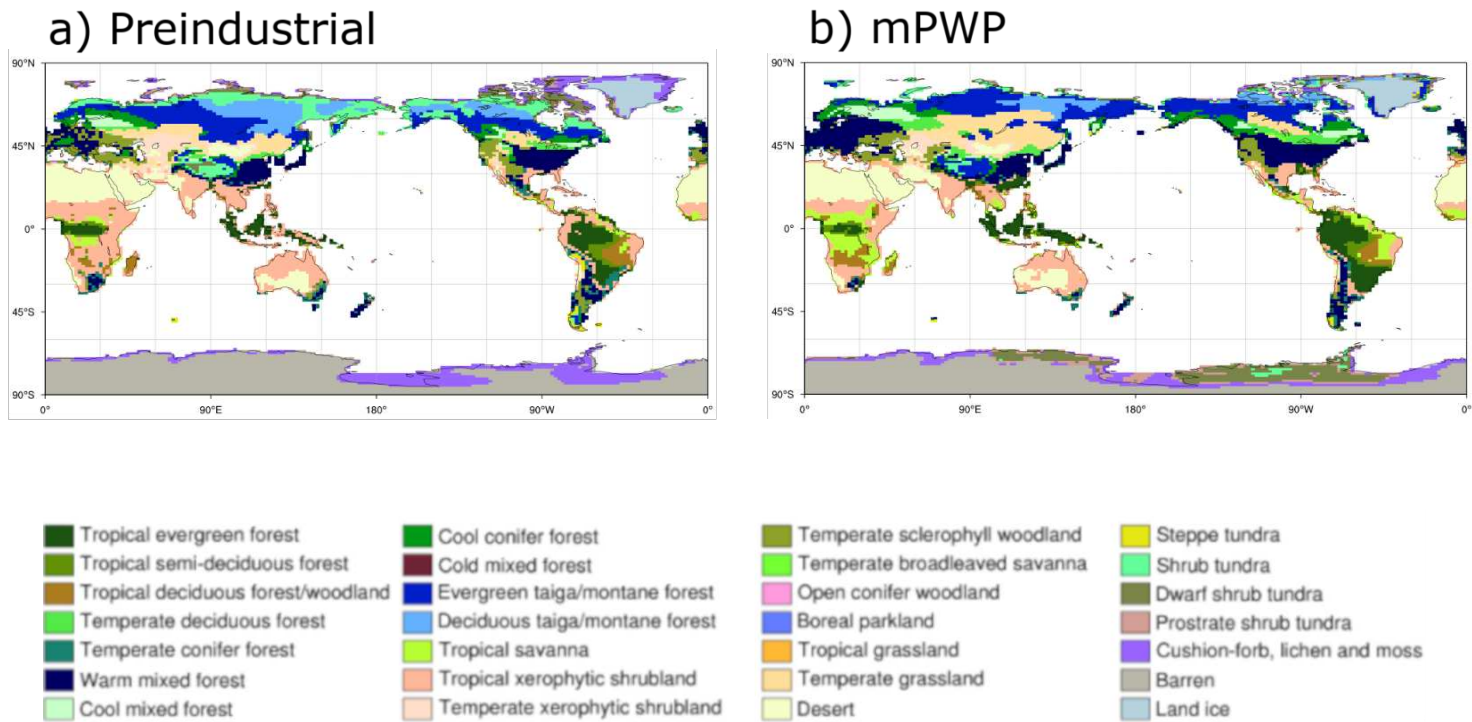 a) Preindustrial
b) mPWP
90°N
45°N
0°
45°S
90°S
0°
90°E
180°
90°W
0°
90°N
45°N
0°
45°S
90°S
0°
90°E
180°
90°W
0°
Tropical evergreen forest
Tropical semi-deciduous forest
Tropical deciduous forest/woodland
Temperate deciduous forest
Temperate conifer forest
Warm mixed forest
Cool mixed forest
Cool conifer forest
Cold mixed forest
Evergreen taiga/montane forest
Deciduous taiga/montane forest
Tropical savanna
Tropical xerophytic shrubland
Temperate xerophytic shrubland
Temperate sclerophyll woodland
Temperate broadleaved savanna
Open conifer woodland
Boreal parkland
Tropical grassland
Temperate grassland
Desert
Steppe tundra
Shrub tundra
Dwarf shrub tundra
Prostrate shrub tundra
Cushion-forb, lichen and moss
Barren
Land ice